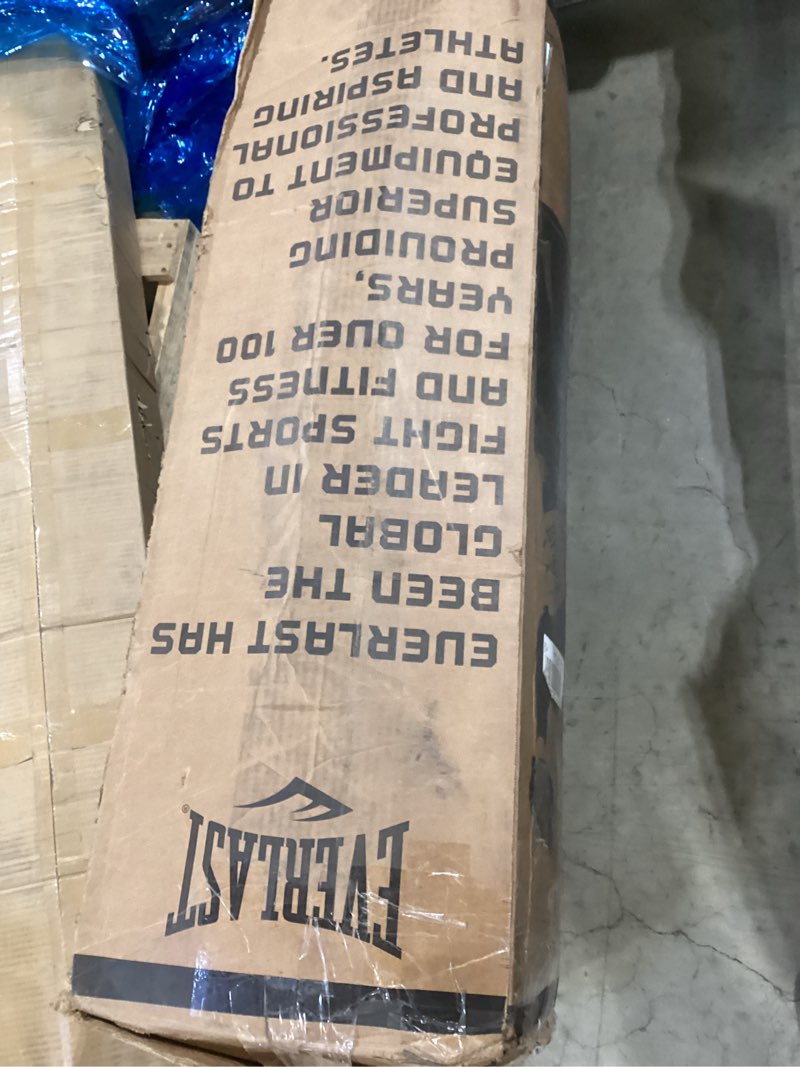 EVERLAST®
EVERLAST HAS
BEEN THE
GLOBAL
LEADER IN
FIGHT SPORTS
AND FITNESS
FOR OVER 100
YEARS,
PROVIDING
SUPERIOR
EQUIPMENT TO
PROFESSIONAL
AND ASPIRING
ATHLETES.